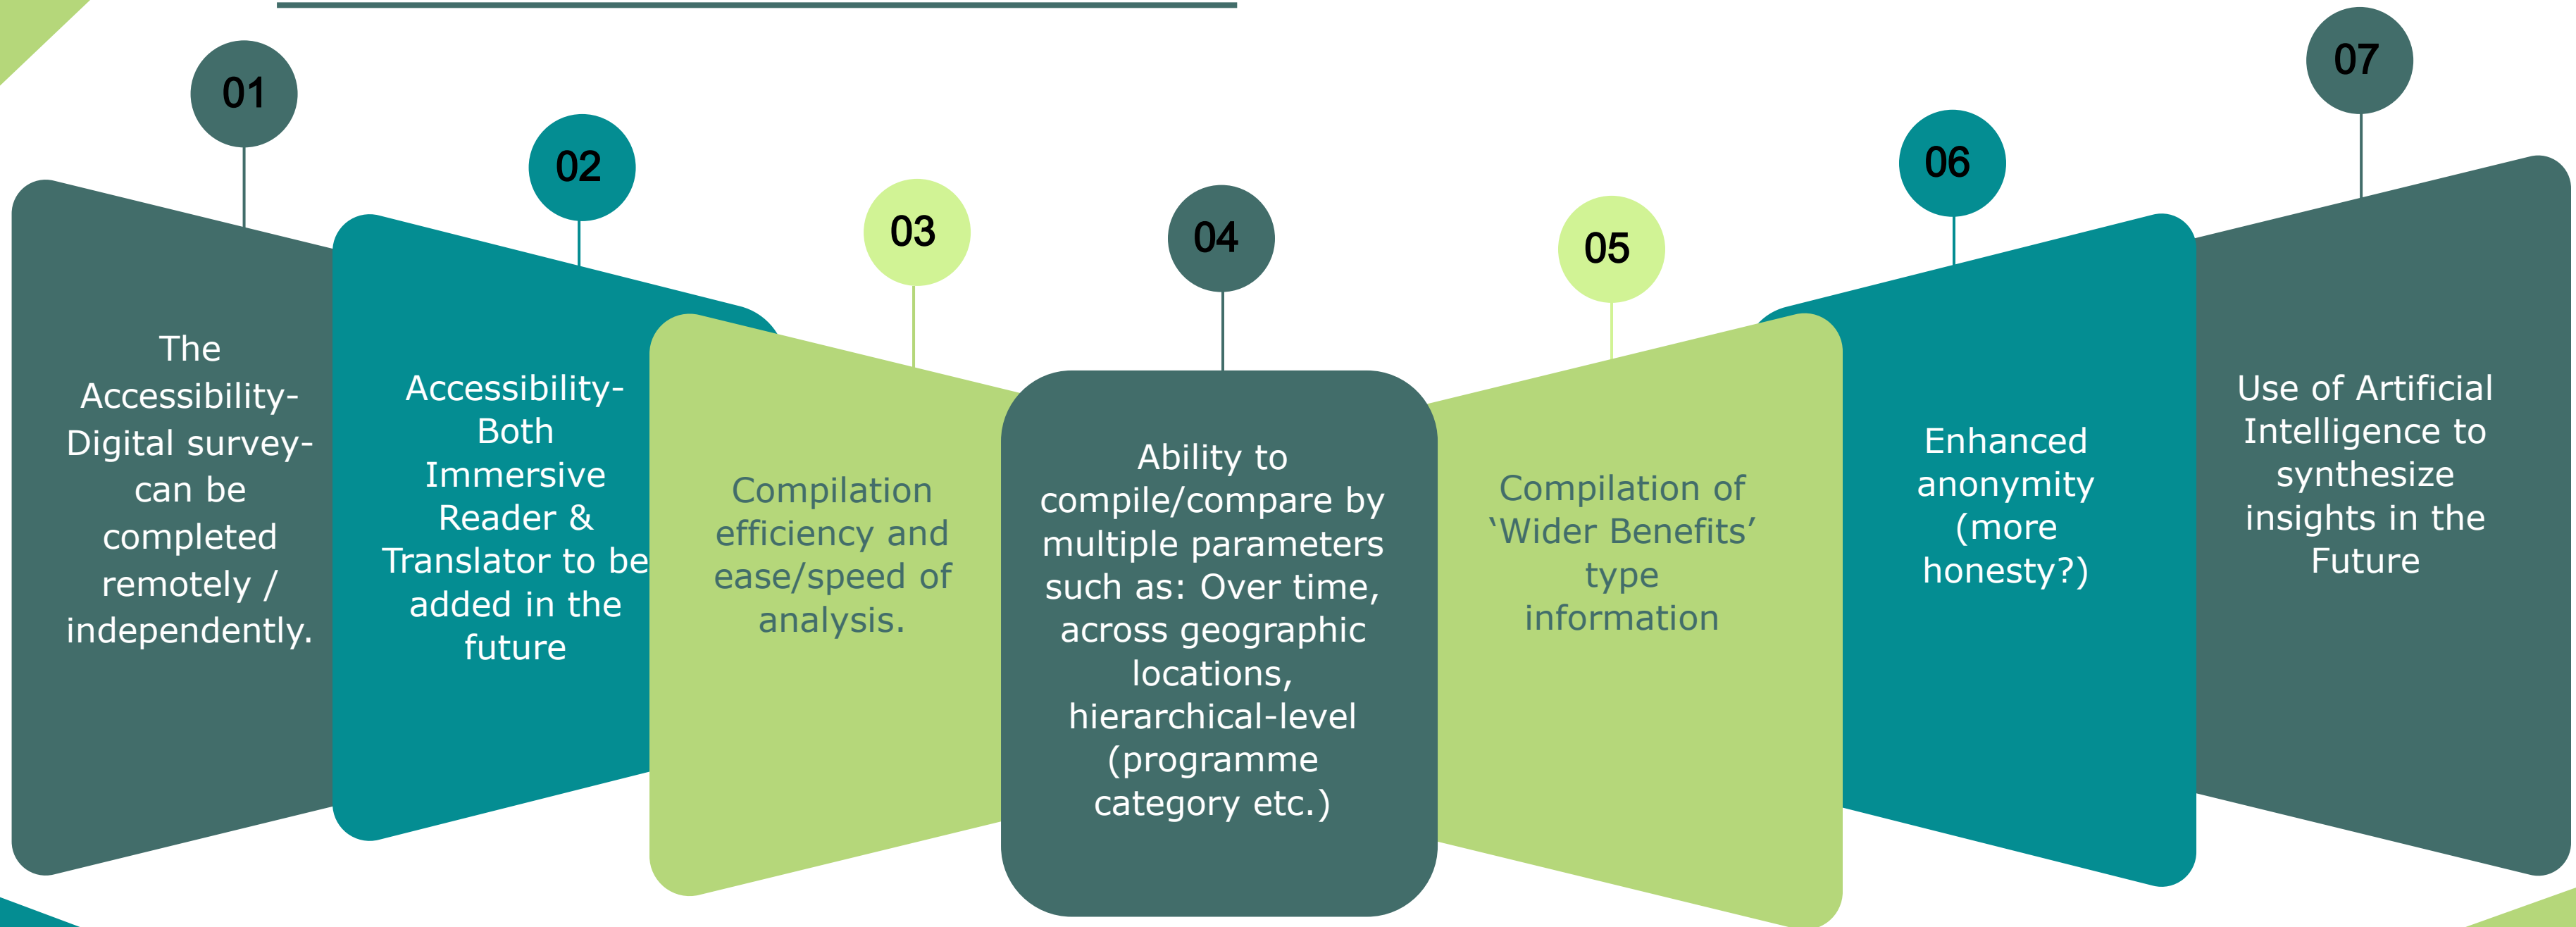 01
The
Accessibility-
Digital survey-
can be
completed
remotely /
independently.
02
Accessibility-
Both
Immersive
Reader &
Translator to be
added in the
future
03
Compilation
efficiency and
ease/speed of
analysis.
04
Ability to
compile/compare by
multiple parameters
such as: Over time,
across geographic
locations,
hierarchical-level
(programme
category etc.)
05
Compilation of
‘Wider Benefits’
type
information
06
Enhanced
anonymity
(more
honesty?)
07
Use of Artificial
Intelligence to
synthesize
insights in the
Future